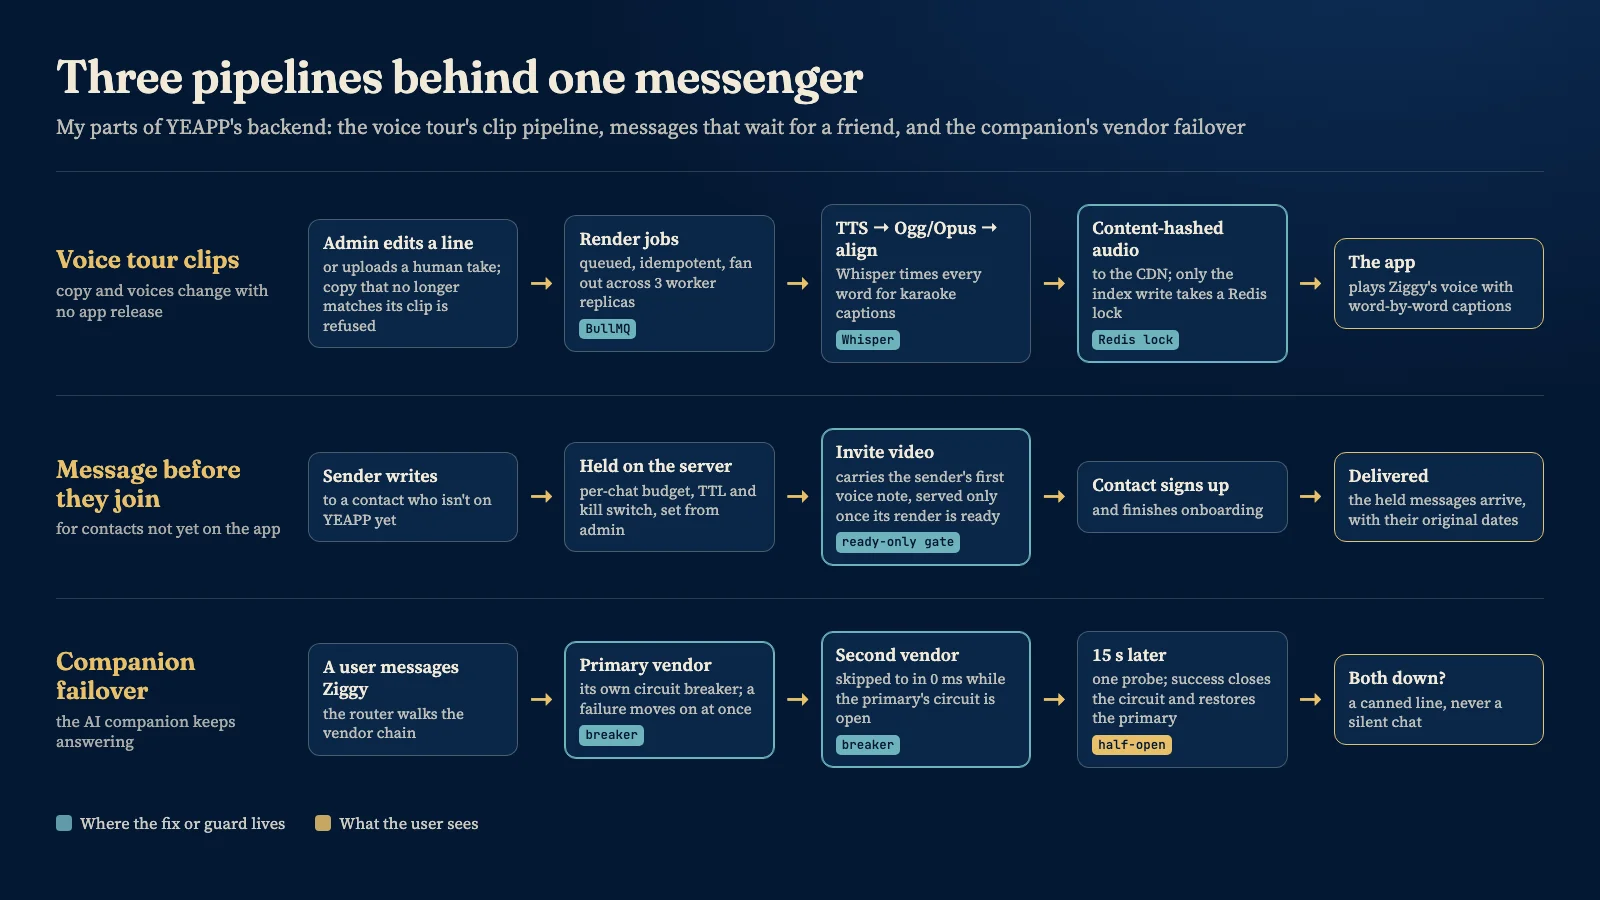 Three pipelines behind one messenger
My parts of YEAPP's backend: the voice tour's clip pipeline, messages that wait for a friend, and the companion's vendor failover
Voice tour clips
copy and voices change with
no app release
Admin edits a line
or uploads a human take;
copy that no longer
matches its clip is
refused
→
Render jobs
queued, idempotent, fan
out across 3 worker
replicas
BullMQ
→
TTS → Ogg/Opus →
align
Whisper times every
word for karaoke
captions
Whisper
→
Content-hashed
audio
to the CDN; only the
index write takes a Redis
lock
Redis lock
→
The app
plays Ziggy's voice with
word-by-word captions
Message before
they join
for contacts not yet on the app
Sender writes
to a contact who isn't on
YEAPP yet
→
Held on the server
per-chat budget, TTL and
kill switch, set from
admin
→
Invite video
carries the sender's first
voice note, served only
once its render is ready
ready-only gate
→
Contact signs up
and finishes onboarding
→
Delivered
the held messages arrive,
with their original dates
Companion
failover
the AI companion keeps
answering
A user messages
Ziggy
the router walks the
vendor chain
→
Primary vendor
its own circuit breaker; a
failure moves on at once
breaker
→
Second vendor
skipped to in 0 ms while
the primary's circuit is
open
breaker
→
15 s later
one probe; success closes
the circuit and restores
the primary
half-open
→
Both down?
a canned line, never a
silent chat
Where the fix or guard lives
What the user sees